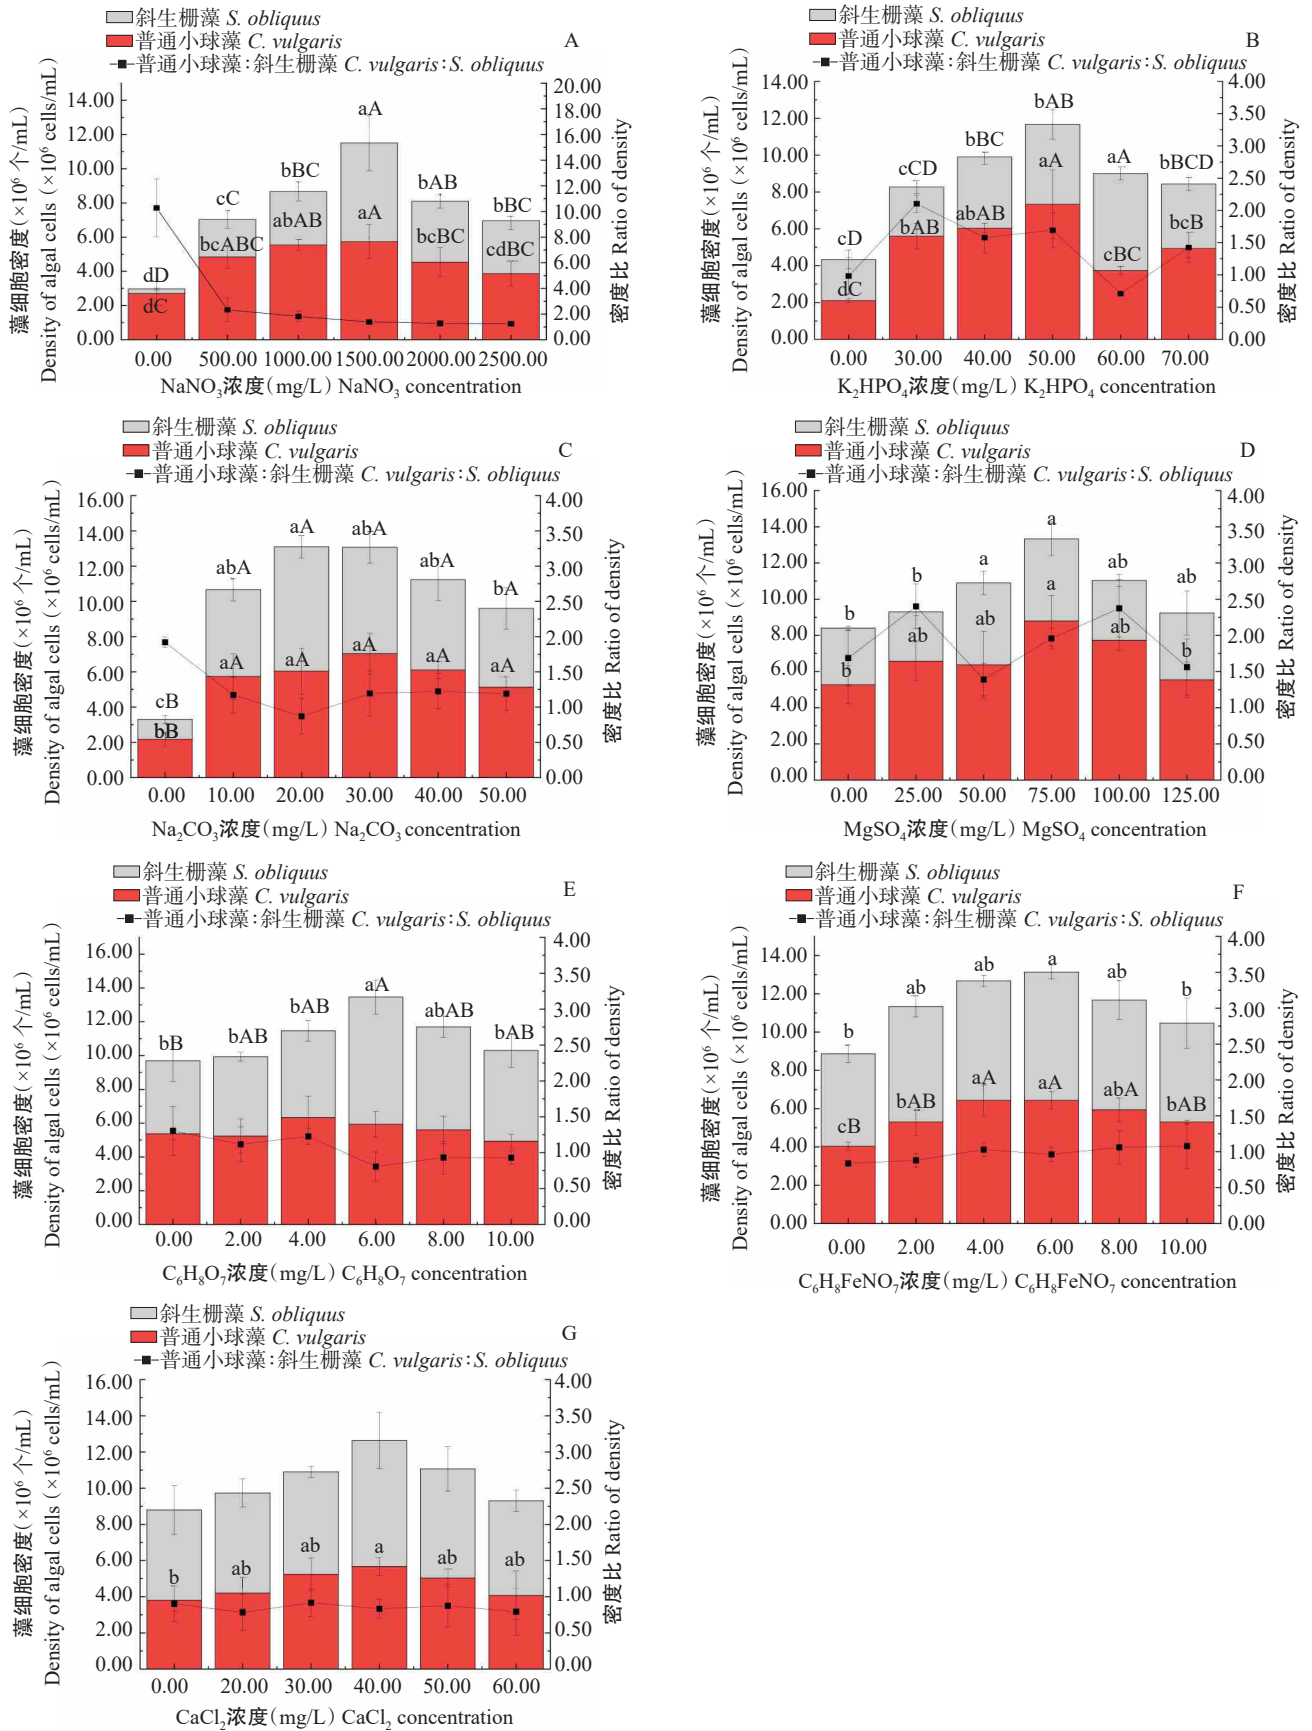 斜生栅藻 S. obliquus
普通小球藻 C. vulgaris
普通小球藻:斜生栅藻 C. vulgaris:S. obliquus
A
藻细胞密度(×10⁶ 个/mL)
Density of algal cells (×10⁶ cells/mL)
14.00
12.00
10.00
8.00
6.00
4.00
2.00
0.00
dD
dC
cC
bcABC
bBC
abAB
aA
aA
bAB
bcBC
bBC
cdBC
20.00
18.00
16.00
14.00
12.00
10.00
8.00
6.00
4.00
2.00
0.00
密度比 Ratio of density
0.00 500.00 1000.00 1500.00 2000.00 2500.00
NaNO₃浓度(mg/L) NaNO₃ concentration
斜生栅藻 S. obliquus
普通小球藻 C. vulgaris
普通小球藻:斜生栅藻 C. vulgaris:S. obliquus
B
藻细胞密度(×10⁶ 个/mL)
Density of algal cells (×10⁶ cells/mL)
14.00
12.00
10.00
8.00
6.00
4.00
2.00
0.00
cD
dC
cCD
bAB
bBC
abAB
bAB
aA
aA
cBC
bBCD
bcB
4.00
3.50
3.00
2.50
2.00
1.50
1.00
0.50
0.00
密度比 Ratio of density
0.00 30.00 40.00 50.00 60.00 70.00
K₂HPO₄浓度(mg/L) K₂HPO₄ concentration
斜生栅藻 S. obliquus
普通小球藻 C. vulgaris
普通小球藻:斜生栅藻 C. vulgaris:S. obliquus
C
藻细胞密度(×10⁶ 个/mL)
Density of algal cells (×10⁶ cells/mL)
16.00
14.00
12.00
10.00
8.00
6.00
4.00
2.00
0.00
cB
bB
abA
aA
aA
aA
abA
aA
abA
aA
bA
aA
4.00
3.50
3.00
2.50
2.00
1.50
1.00
0.50
0.00
密度比 Ratio of density
0.00 10.00 20.00 30.00 40.00 50.00
Na₂CO₃浓度(mg/L) Na₂CO₃ concentration
斜生栅藻 S. obliquus
普通小球藻 C. vulgaris
普通小球藻:斜生栅藻 C. vulgaris:S. obliquus
D
藻细胞密度(×10⁶ 个/mL)
Density of algal cells (×10⁶ cells/mL)
16.00
14.00
12.00
10.00
8.00
6.00
4.00
2.00
0.00
b
b
b
ab
a
ab
a
a
ab
ab
ab
b
4.00
3.50
3.00
2.50
2.00
1.50
1.00
0.50
0.00
密度比 Ratio of density
0.00 25.00 50.00 75.00 100.00 125.00
MgSO₄浓度(mg/L) MgSO₄ concentration
斜生栅藻 S. obliquus
普通小球藻 C. vulgaris
普通小球藻:斜生栅藻 C. vulgaris:S. obliquus
E
藻细胞密度(×10⁶ 个/mL)
Density of algal cells (×10⁶ cells/mL)
16.00
14.00
12.00
10.00
8.00
6.00
4.00
2.00
0.00
bB
bAB
bAB
aA
abAB
bAB
4.00
3.50
3.00
2.50
2.00
1.50
1.00
0.50
0.00
密度比 Ratio of density
0.00 2.00 4.00 6.00 8.00 10.00
C₆H₈O₇浓度(mg/L) C₆H₈O₇ concentration
斜生栅藻 S. obliquus
普通小球藻 C. vulgaris
普通小球藻:斜生栅藻 C. vulgaris:S. obliquus
F
藻细胞密度(×10⁶ 个/mL)
Density of algal cells (×10⁶ cells/mL)
14.00
12.00
10.00
8.00
6.00
4.00
2.00
0.00
b
cB
ab
bAB
ab
aA
a
aA
ab
abA
b
bAB
4.00
3.50
3.00
2.50
2.00
1.50
1.00
0.50
0.00
密度比 Ratio of density
0.00 2.00 4.00 6.00 8.00 10.00
C₆H₈FeNO₇浓度(mg/L) C₆H₈FeNO₇ concentration
斜生栅藻 S. obliquus
普通小球藻 C. vulgaris
普通小球藻:斜生栅藻 C. vulgaris:S. obliquus
G
藻细胞密度(×10⁶ 个/mL)
Density of algal cells (×10⁶ cells/mL)
16.00
14.00
12.00
10.00
8.00
6.00
4.00
2.00
0.00
b
ab
ab
a
ab
ab
4.00
3.50
3.00
2.50
2.00
1.50
1.00
0.50
0.00
密度比 Ratio of density
0.00 20.00 30.00 40.00 50.00 60.00
CaCl₂浓度(mg/L) CaCl₂ concentration